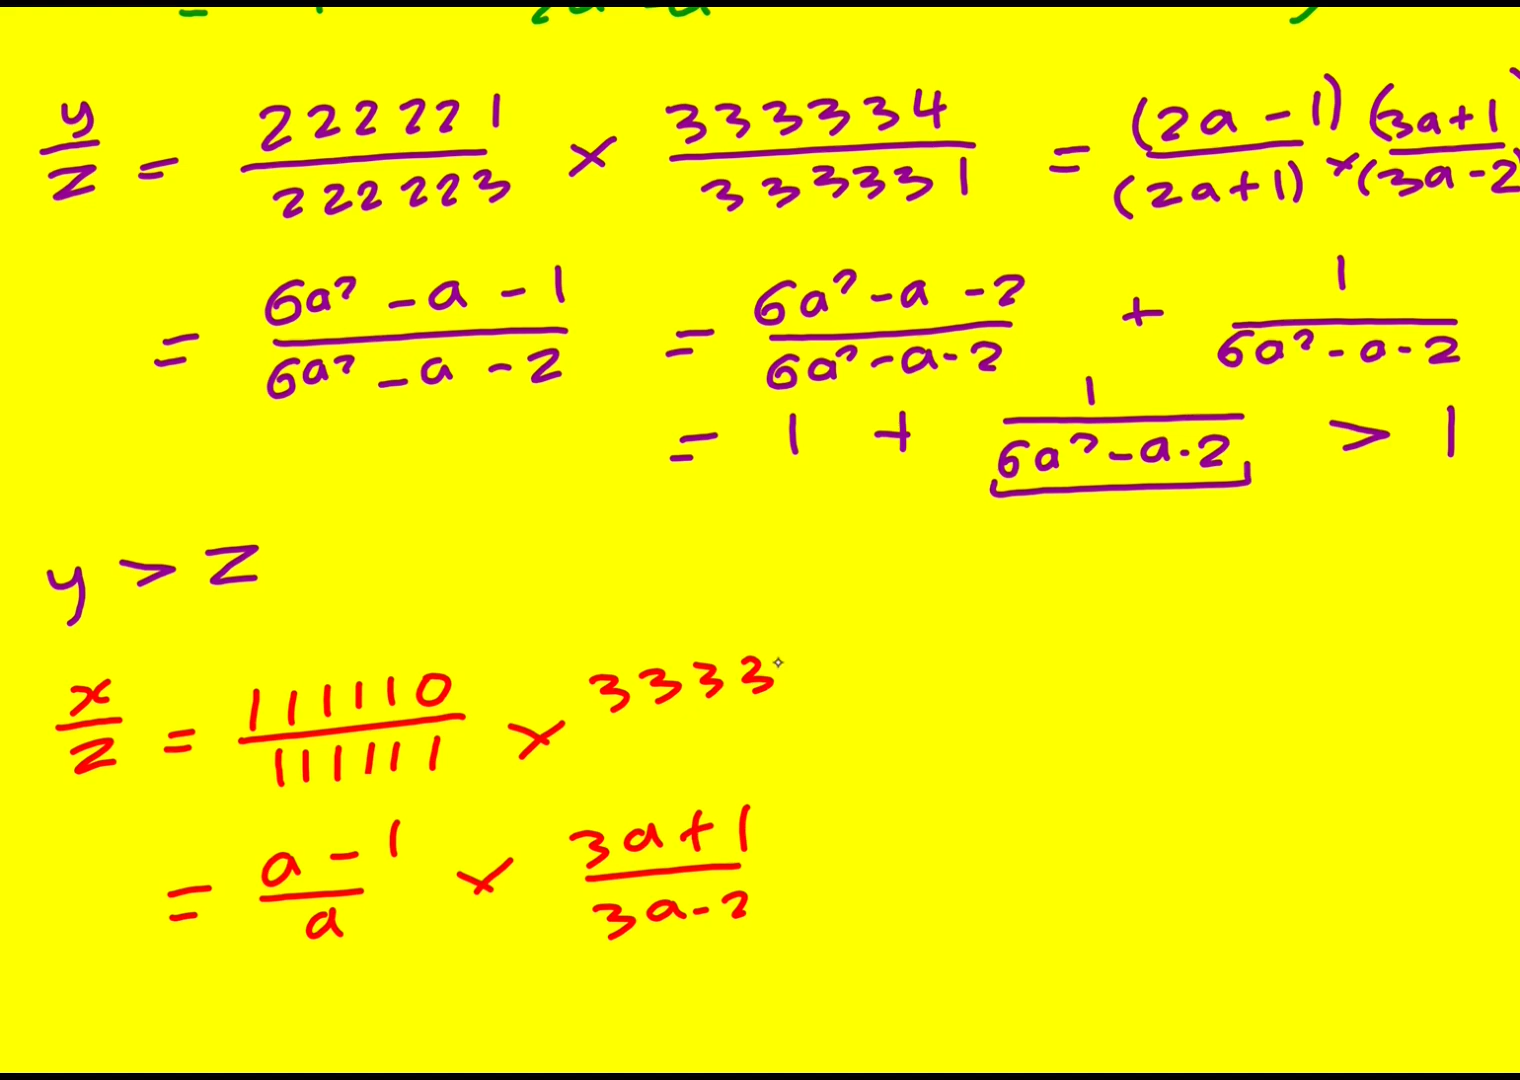 y/z = 222221/222223 × 333334/333331 = (2a - 1)/(2a + 1) × (3a + 1)/(3a - 2)
= (6a² - a - 1)/(6a² - a - 2) = (6a² - a - 2)/(6a² - a - 2) + 1/(6a² - a - 2)
= 1 + 1/(6a² - a - 2) > 1
y > z
x/z = 111110/111111 × 3333
= (a - 1)/a × (3a + 1)/(3a - 2)